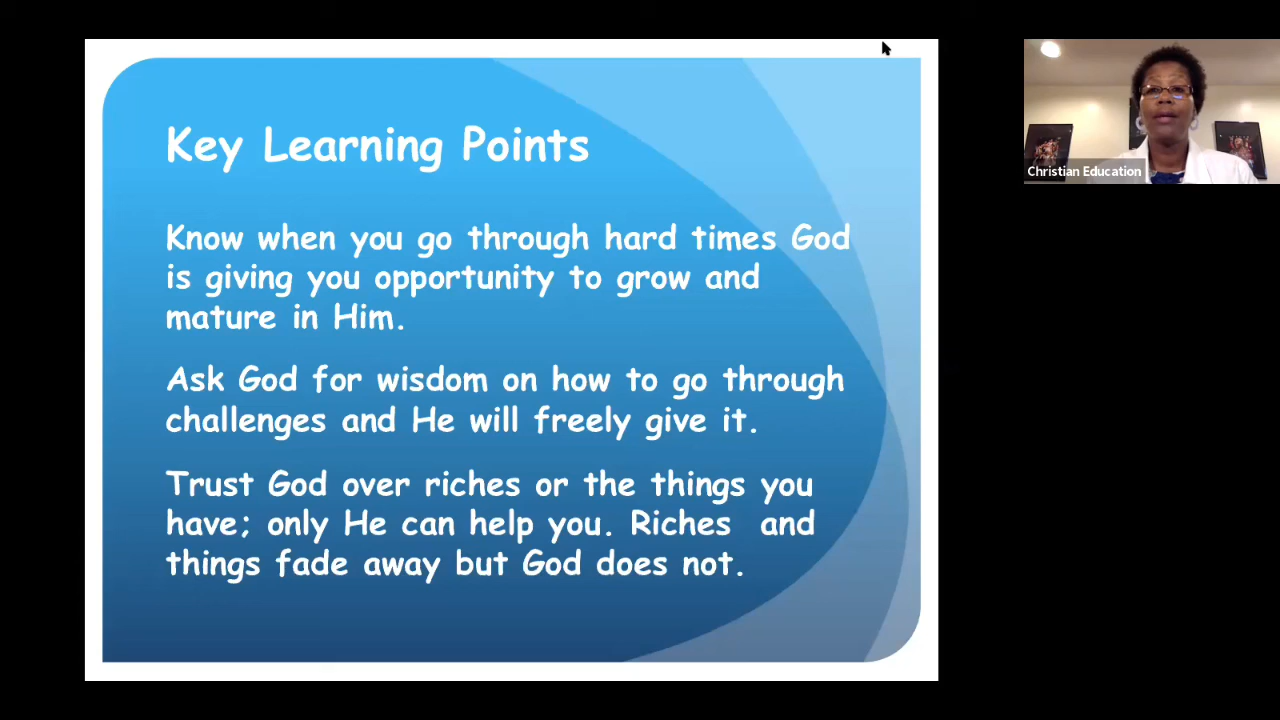 Key Learning Points
Know when you go through hard times God
is giving you opportunity to grow and
mature in Him.
Ask God for wisdom on how to go through
challenges and He will freely give it.
Trust God over riches or the things you
have; only He can help you. Riches and
things fade away but God does not.
Christian Education